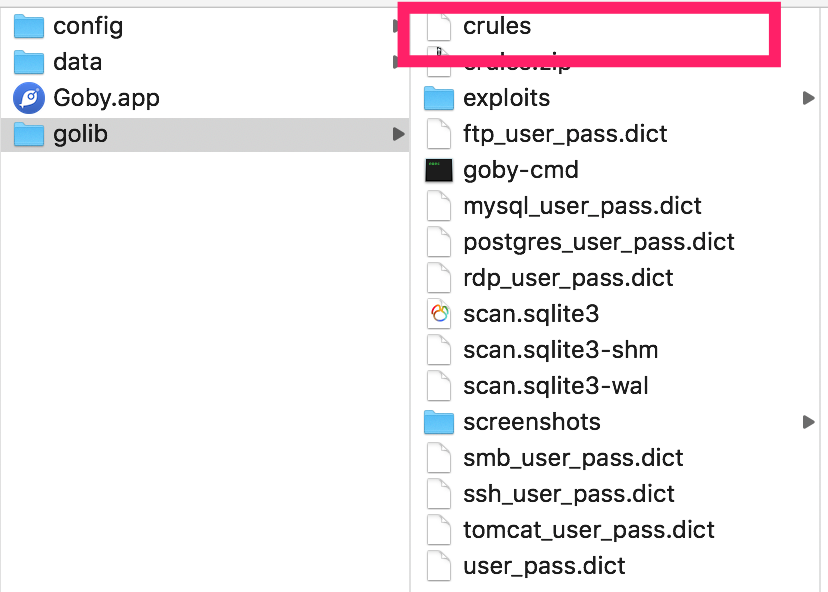 config
data
Goby.app
golib
crules
crules.zip
exploits
ftp_user_pass.dict
goby-cmd
mysql_user_pass.dict
postgres_user_pass.dict
rdp_user_pass.dict
scan.sqlite3
scan.sqlite3-shm
scan.sqlite3-wal
screenshots
smb_user_pass.dict
ssh_user_pass.dict
tomcat_user_pass.dict
user_pass.dict